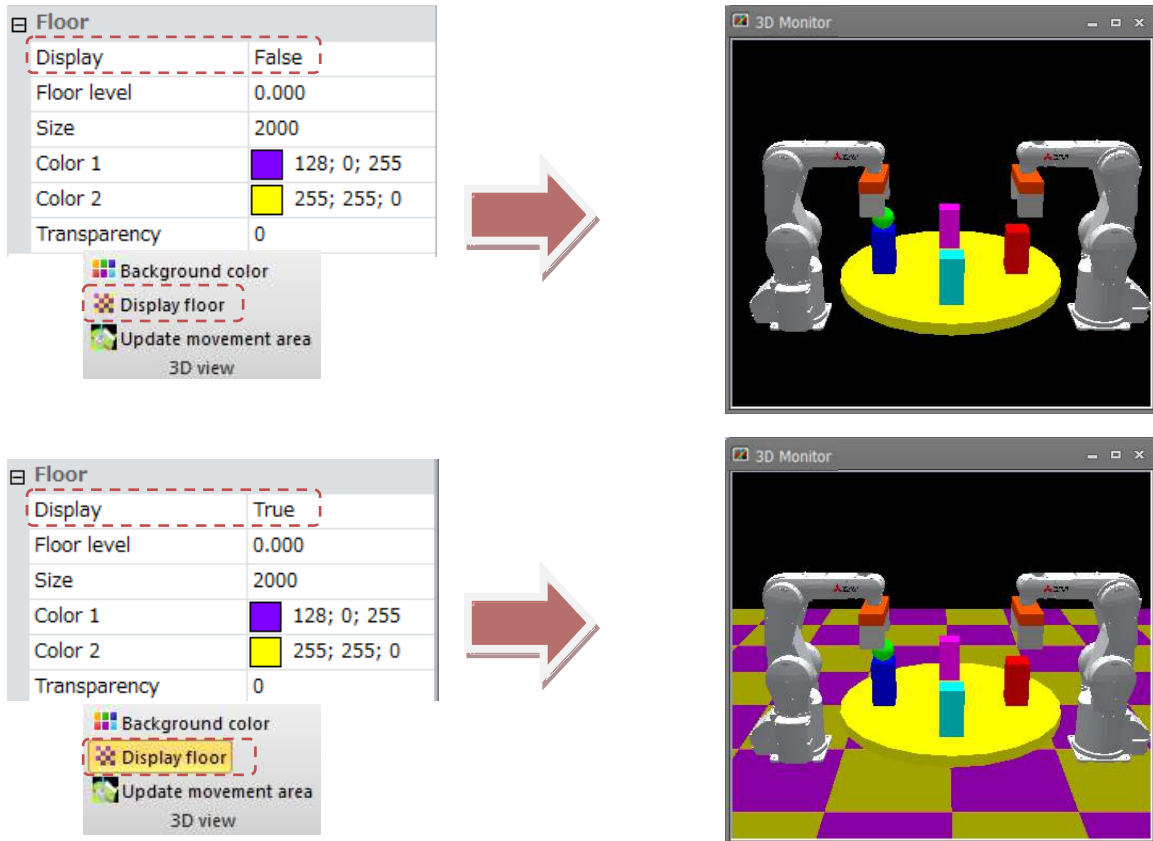 Floor
Display False
Floor level 0.000
Size 2000
Color 1 128; 0; 255
Color 2 255; 255; 0
Transparency 0
Background color
Display floor
Update movement area
3D view
3D Monitor
Floor
Display True
Floor level 0.000
Size 2000
Color 1 128; 0; 255
Color 2 255; 255; 0
Transparency 0
Background color
Display floor
Update movement area
3D view
3D Monitor